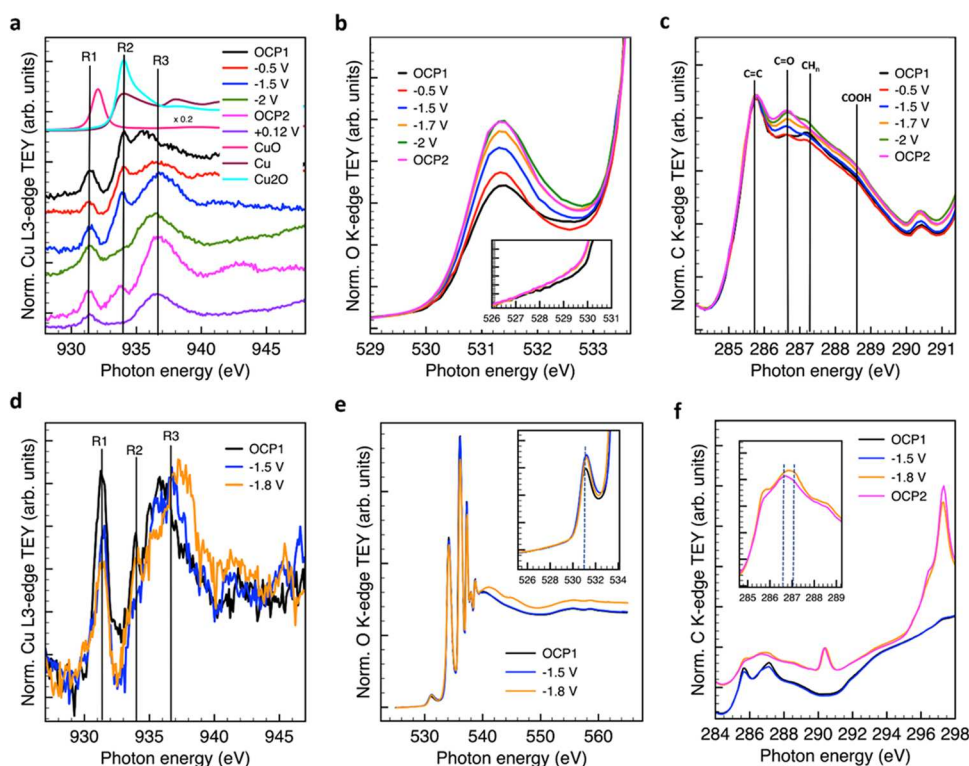 a
R1
R2
R3
OCP1
-0.5 V
-1.5 V
-2 V
OCP2
+0.12 V
CuO
Cu
Cu2O
x 0.2
Norm. Cu L3-edge TEY (arb. units)
930
935
940
945
Photon energy (eV)
b
OCP1
-0.5 V
-1.5 V
-1.7 V
-2 V
OCP2
Norm. O K-edge TEY (arb. units)
526 527 528 529 530 531
529
530
531
532
533
Photon energy (eV)
c
C=C
C=O
CHn
COOH
OCP1
-0.5 V
-1.5 V
-1.7 V
-2 V
OCP2
Norm. C K-edge TEY (arb. units)
285 286 287 288 289 290 291
Photon energy (eV)
d
R1
R2
R3
OCP1
-1.5 V
-1.8 V
Norm. Cu L3-edge TEY (arb. units)
930
935
940
945
Photon energy (eV)
e
526 528 530 532 534
OCP1
-1.5 V
-1.8 V
Norm. O K-edge TEY (arb. units)
530
540
550
560
Photon energy (eV)
f
OCP1
-1.5 V
-1.8 V
OCP2
285 286 287 288 289
Norm. C K-edge TEY (arb. units)
284 286 288 290 292 294 296 298
Photon energy (eV)